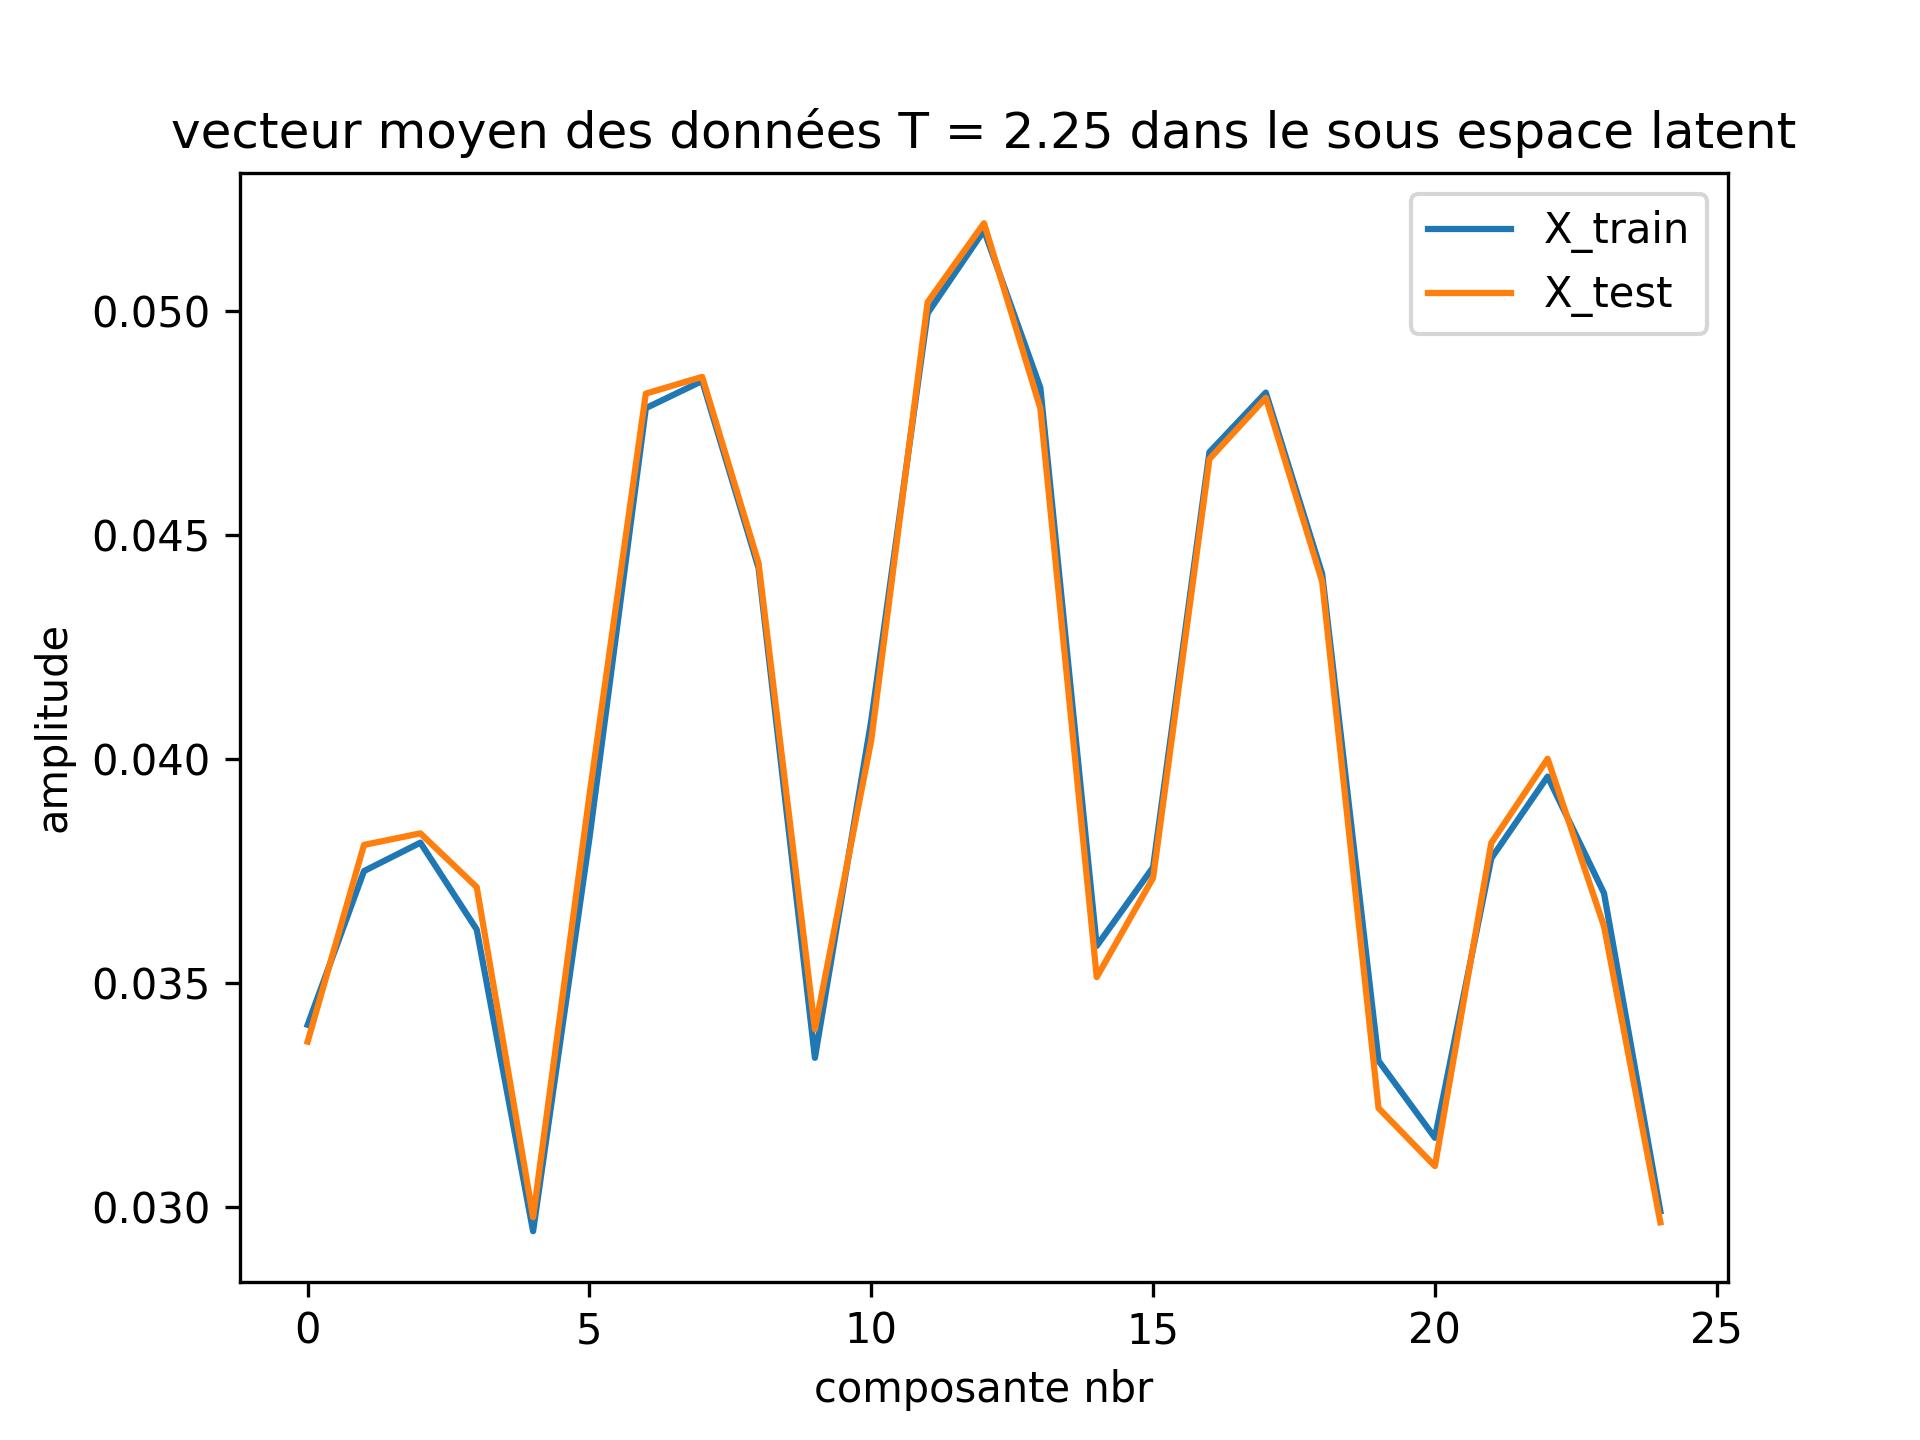 vecteur moyen des données T = 2.25 dans le sous espace latent
X_train
X_test
amplitude
0.050
0.045
0.040
0.035
0.030
0 5 10 15 20 25
composante nbr